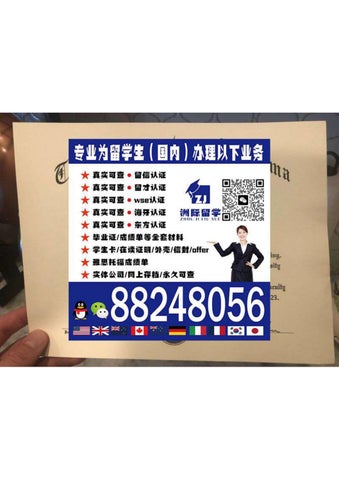 专业为留学生（国内）办理以下业务
★ 真实可查 • 留信认证
★ 真实可查 • 留才认证
★ 真实可查 • wse认证
★ 真实可查 • 海牙认证
★ 真实可查 • 东方认证
★ 毕业证/成绩单等全套材料
★ 学生卡/在读证明/外壳/信封/offer
★ 雅思托福成绩单
★ 实体公司/网上存档/永久可查
ZJ
洲际留学
88248056